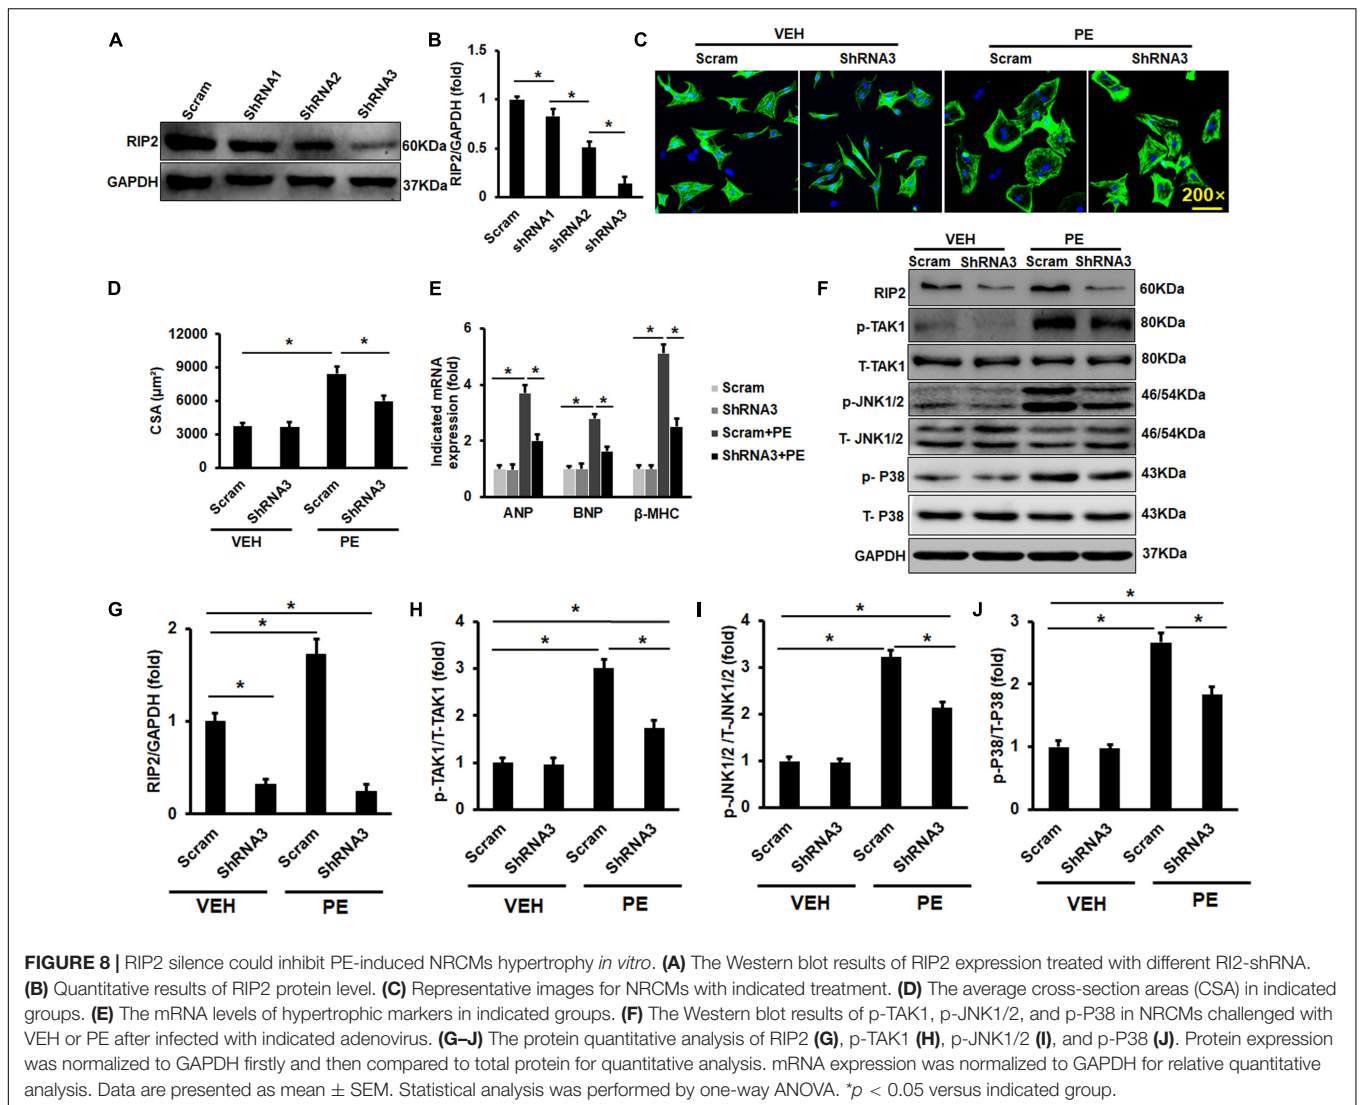 A
Scram
ShRNA1
ShRNA2
ShRNA3
RIP2
60KDa
GAPDH
37KDa
B
RIP2/GAPDH (fold)
1.5
1
0.5
0
* * *
Scram
shRNA1
shRNA2
shRNA3
C
VEH
PE
Scram
ShRNA3
Scram
ShRNA3
200×
D
CSA (μm²)
12000
9000
6000
3000
0
* *
Scram
ShRNA3
Scram
ShRNA3
VEH
PE
E
Indicated mRNA
expression (fold)
6
4
2
0
* * * * * *
ANP
BNP
β-MHC
Scram
ShRNA3
Scram+PE
ShRNA3+PE
F
VEH
PE
Scram ShRNA3 Scram ShRNA3
RIP2
60KDa
p-TAK1
80KDa
T-TAK1
80KDa
p-JNK1/2
46/54KDa
T- JNK1/2
46/54KDa
p- P38
43KDa
T- P38
43KDa
GAPDH
37KDa
G
RIP2/GAPDH (fold)
2
1
0
* * *
Scram
ShRNA3
Scram
ShRNA3
VEH
PE
H
p-TAK1/T-TAK1 (fold)
4
3
2
1
0
* * *
Scram
ShRNA3
Scram
ShRNA3
VEH
PE
I
p-JNK1/2 /T-JNK1/2 (fold)
4
3
2
1
0
* * *
Scram
ShRNA3
Scram
ShRNA3
VEH
PE
J
p-P38/T-P38 (fold)
3
2
1
0
* * *
Scram
ShRNA3
Scram
ShRNA3
VEH
PE
FIGURE 8 | RIP2 silence could inhibit PE-induced NRCMs hypertrophy in vitro. (A) The Western blot results of RIP2 expression treated with different RI2-shRNA.
(B) Quantitative results of RIP2 protein level. (C) Representative images for NRCMs with indicated treatment. (D) The average cross-section areas (CSA) in indicated
groups. (E) The mRNA levels of hypertrophic markers in indicated groups. (F) The Western blot results of p-TAK1, p-JNK1/2, and p-P38 in NRCMs challenged with
VEH or PE after infected with indicated adenovirus. (G–J) The protein quantitative analysis of RIP2 (G), p-TAK1 (H), p-JNK1/2 (I), and p-P38 (J). Protein expression
was normalized to GAPDH firstly and then compared to total protein for quantitative analysis. mRNA expression was normalized to GAPDH for relative quantitative
analysis. Data are presented as mean ± SEM. Statistical analysis was performed by one-way ANOVA. *p < 0.05 versus indicated group.